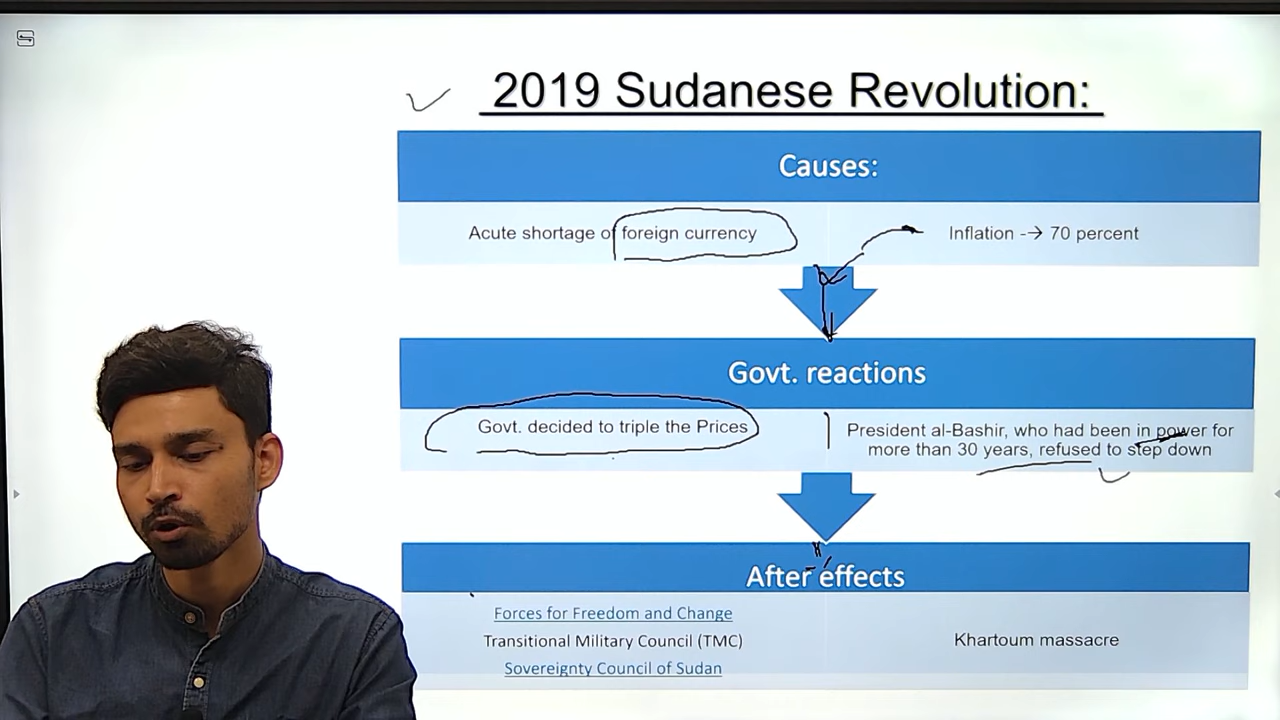 2019 Sudanese Revolution:
Causes:
Acute shortage of foreign currency
Inflation -→ 70 percent
Govt. reactions
Govt. decided to triple the Prices
President al-Bashir, who had been in power for
more than 30 years, refused to step down
After effects
Forces for Freedom and Change
Transitional Military Council (TMC)
Sovereignty Council of Sudan
Khartoum massacre